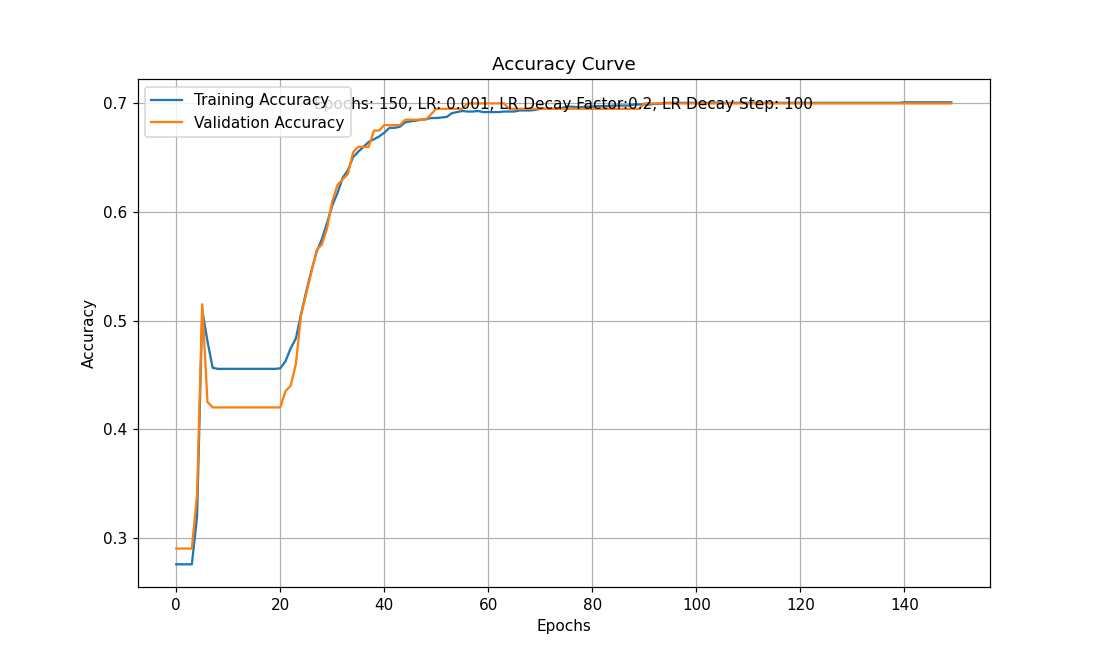 Accuracy Curve
Training Accuracy
Validation Accuracy
Epochs: 150, LR: 0.001, LR Decay Factor 0.2, LR Decay Step: 100
0.7
0.6
0.5
0.4
0.3
Accuracy
0 20 40 60 80 100 120 140
Epochs